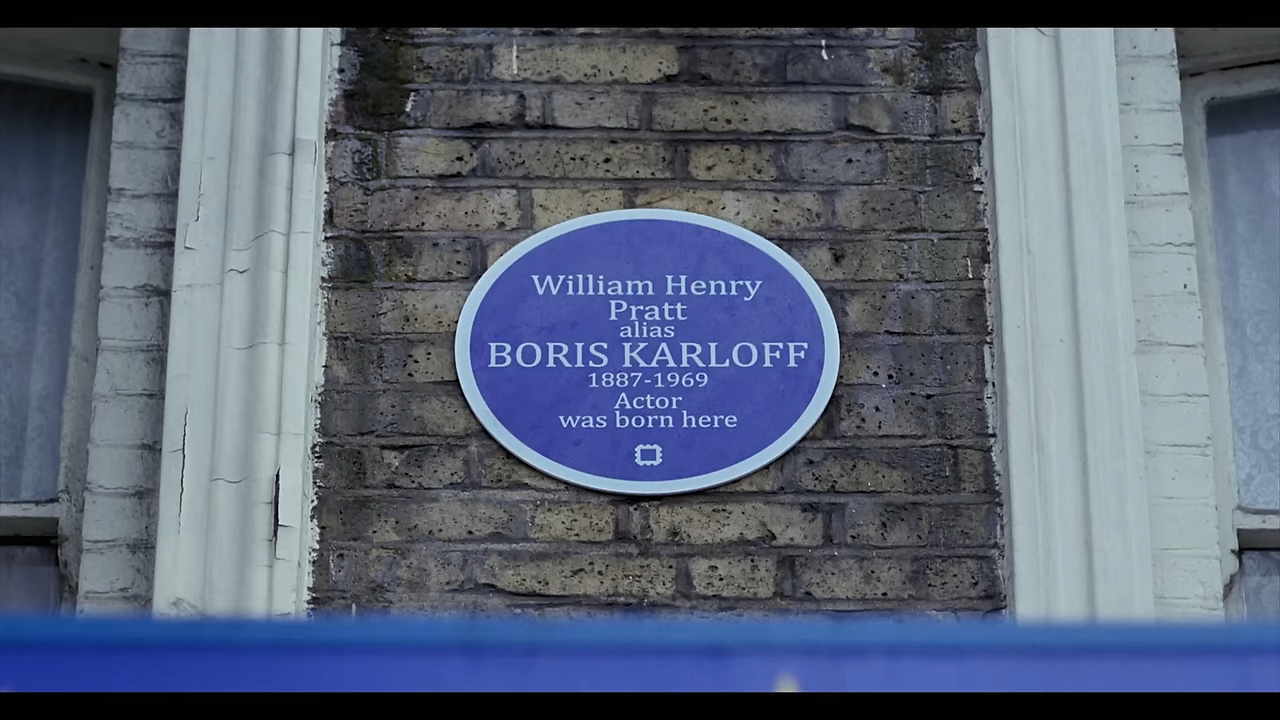 William Henry
Pratt
alias
BORIS KARLOFF
1887-1969
Actor
was born here